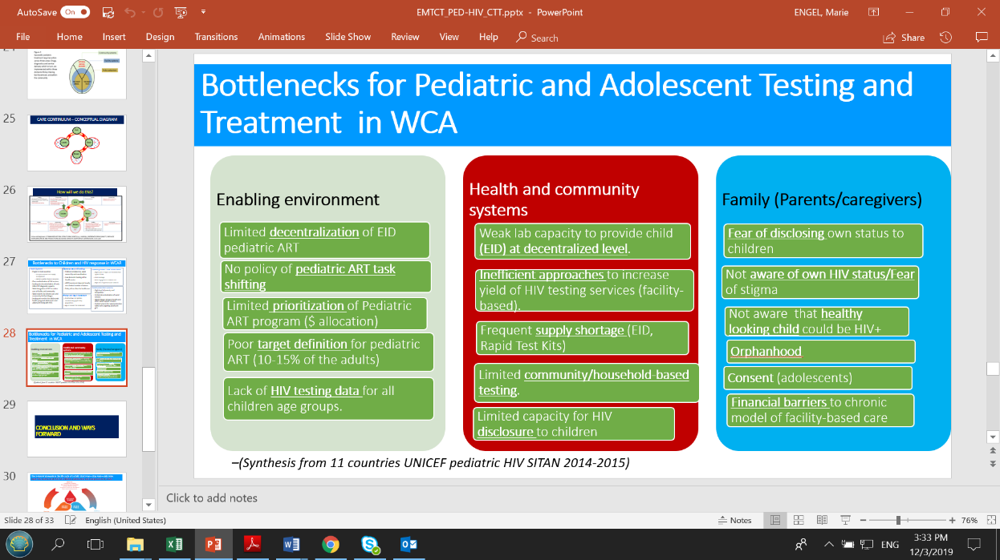 AutoSave On
EMTCT_PED-HIV_CTT.pptx - PowerPoint
ENGEL, Marie
File Home Insert Design Transitions Animations Slide Show Review View Help Search
Share
25
CARE CONTINUUM – CONCEPTUAL DIAGRAM
26
How will we do this?
27
Bottlenecks to Children and HIV response in WCAR
28
Bottlenecks for Pediatric and Adolescent Testing and
Treatment in WCA
29
CONCLUSION AND WAYS
FORWARD
30
Bottlenecks for Pediatric and Adolescent Testing and
Treatment in WCA
Enabling environment
Limited decentralization of EID
pediatric ART
No policy of pediatric ART task
shifting
Limited prioritization of Pediatric
ART program ($ allocation)
Poor target definition for pediatric
ART (10-15% of the adults)
Lack of HIV testing data for all
children age groups.
Health and community
systems
Weak lab capacity to provide child
(EID) at decentralized level.
Inefficient approaches to increase
yield of HIV testing services (facility-
based).
Frequent supply shortage (EID,
Rapid Test Kits)
Limited community/household-based
testing.
Limited capacity for HIV
disclosure to children
Family (Parents/caregivers)
Fear of disclosing own status to
children
Not aware of own HIV status/Fear
of stigma
Not aware that healthy
looking child could be HIV+
Orphanhood
Consent (adolescents)
Financial barriers to chronic
model of facility-based care
–(Synthesis from 11 countries UNICEF pediatric HIV SITAN 2014-2015)
Click to add notes
Slide 28 of 33 English (United States) Notes 76%
ENG
3:33 PM
12/3/2019